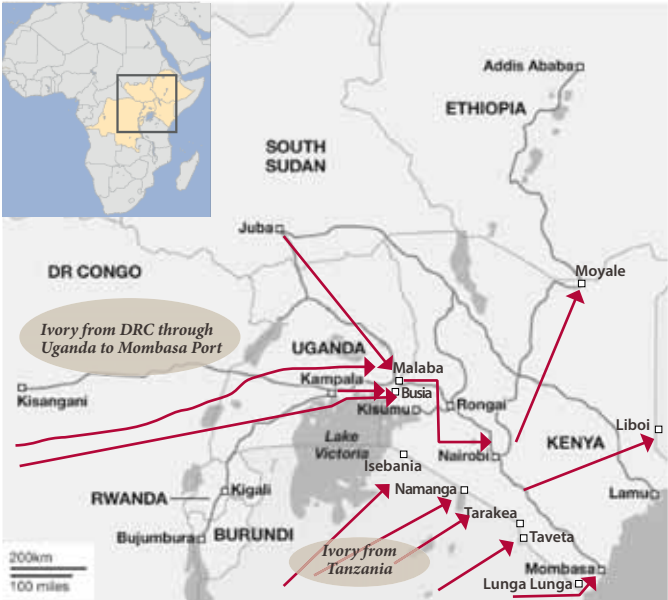 Addis Ababa
ETHIOPIA
SOUTH
SUDAN
Juba
DR CONGO
Moyale
Ivory from DRC through
Uganda to Mombasa Port
UGANDA
Malaba
Kampala
Busia
Kisangani
Kisumu
Rongai
Liboi
Lake
Victoria
KENYA
Isebania
Nairobi
Namanga
Lamu
RWANDA
Kigali
Tarakea
Bujumbura
BURUNDI
Taveta
Ivory from
Tanzania
200km
100 miles
Mombasa
Lunga Lunga